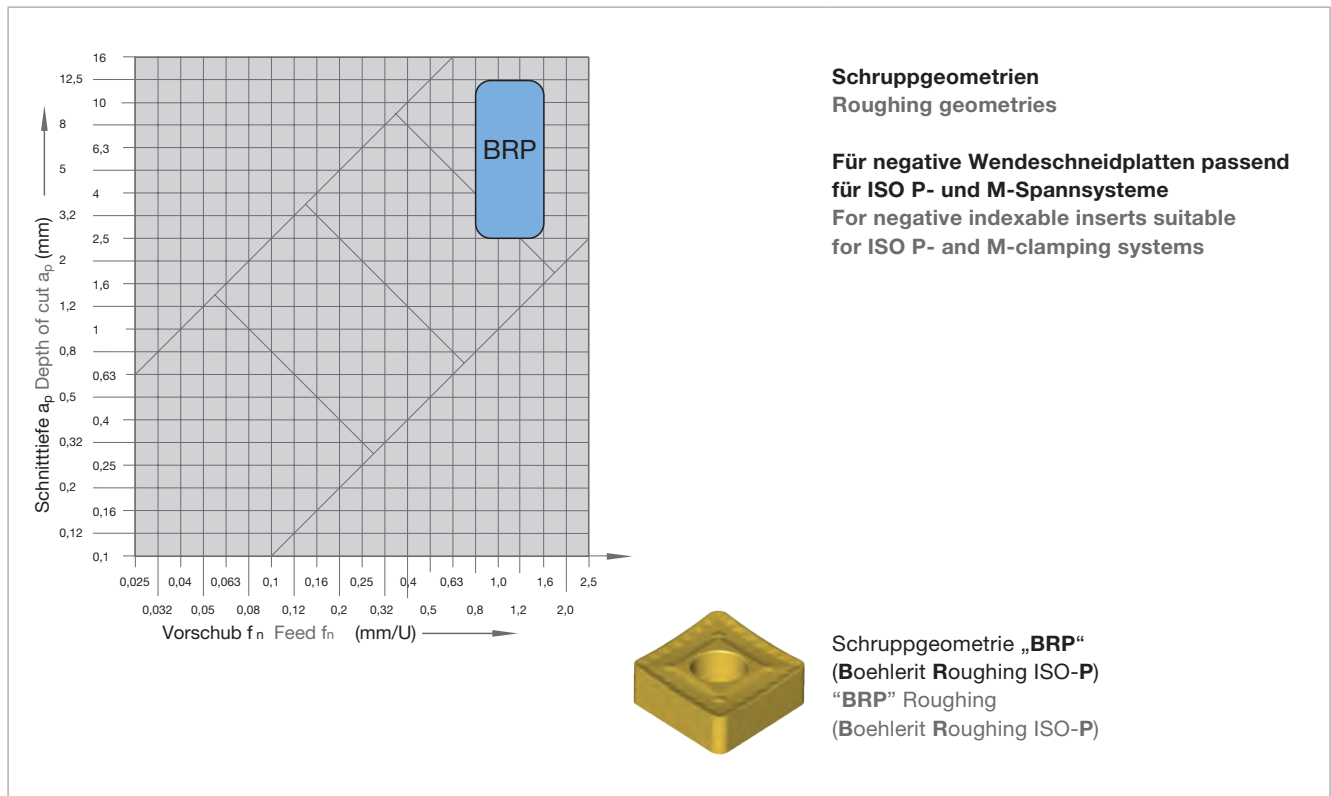 16
12,5
10
8
6,3
5
4
3,2
2,5
2
1,6
1,2
1
0,8
0,63
0,5
0,4
0,32
0,25
0,2
0,16
0,12
0,1
Schnitttiefe ap Depth of cut ap (mm)
BRP
0,025 0,04 0,063 0,1 0,16 0,25 0,4 0,63 1,0 1,6 2,5
0,032 0,05 0,08 0,12 0,2 0,32 0,5 0,8 1,2 2,0
Vorschub fn Feed fn (mm/U)
Schruppgeometrien
Roughing geometries
Für negative Wendeschneidplatten passend
für ISO P- und M-Spannsysteme
For negative indexable inserts suitable
for ISO P- and M-clamping systems
Schruppgeometrie „BRP“
(Boehlerit Roughing ISO-P)
“BRP” Roughing
(Boehlerit Roughing ISO-P)